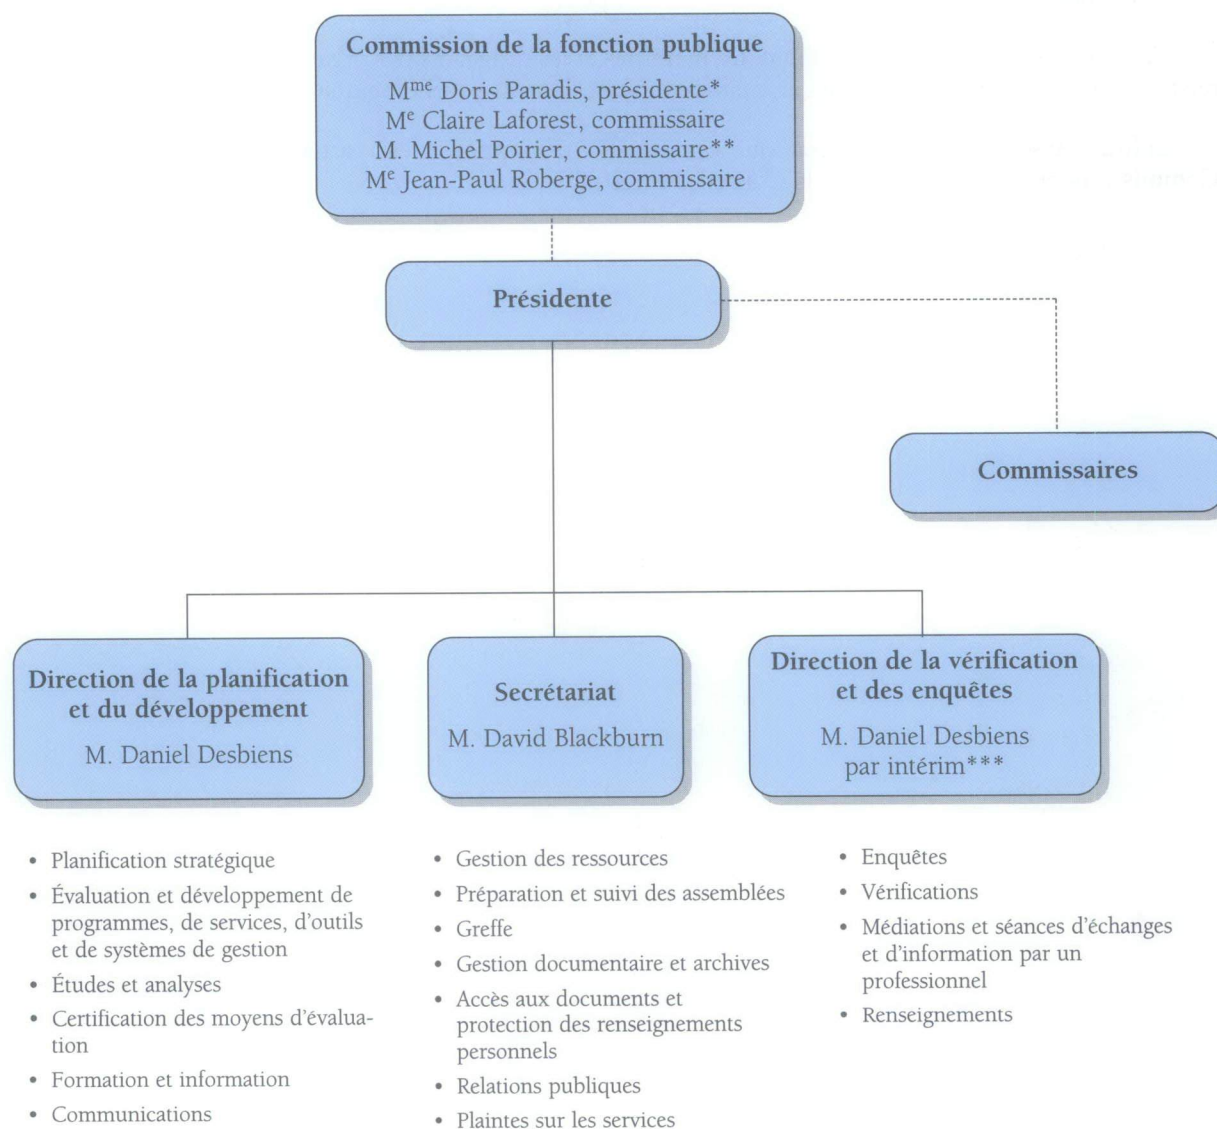 Commission de la fonction publique
Mme Doris Paradis, présidente*
Me Claire Laforest, commissaire
M. Michel Poirier, commissaire**
Me Jean-Paul Roberge, commissaire
Présidente
Commissaires
Direction de la planification
et du développement
M. Daniel Desbiens
Secrétariat
M. David Blackburn
Direction de la vérification
et des enquêtes
M. Daniel Desbiens
par intérim***
• Planification stratégique
• Évaluation et développement de
programmes, de services, d'outils
et de systèmes de gestion
• Études et analyses
• Certification des moyens d'évalua-
tion
• Formation et information
• Communications
• Gestion des ressources
• Préparation et suivi des assemblées
• Greffe
• Gestion documentaire et archives
• Accès aux documents et
protection des renseignements
personnels
• Relations publiques
• Plaintes sur les services
• Enquêtes
• Vérifications
• Médiations et séances d'échanges
et d'information par un
professionnel
• Renseignements